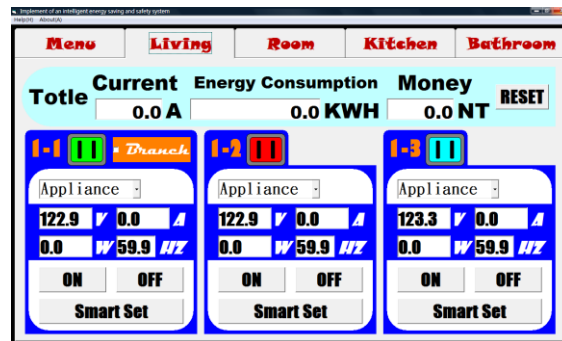 Implement of an intelligent energy saving and safety system
Help(H) About(A)
Menu Living Room Kitchen Bathroom
Current Energy Consumption Money
Totle 0.0 A 0.0 KWH 0.0 NT RESET
1-1 Branch 1-2 1-3
Appliance Appliance Appliance
122.9 V 0.0 A 122.9 V 0.0 A 123.3 V 0.0 A
0.0 W 59.9 HZ 0.0 W 59.9 HZ 0.0 W 59.9 HZ
ON OFF ON OFF ON OFF
Smart Set Smart Set Smart Set